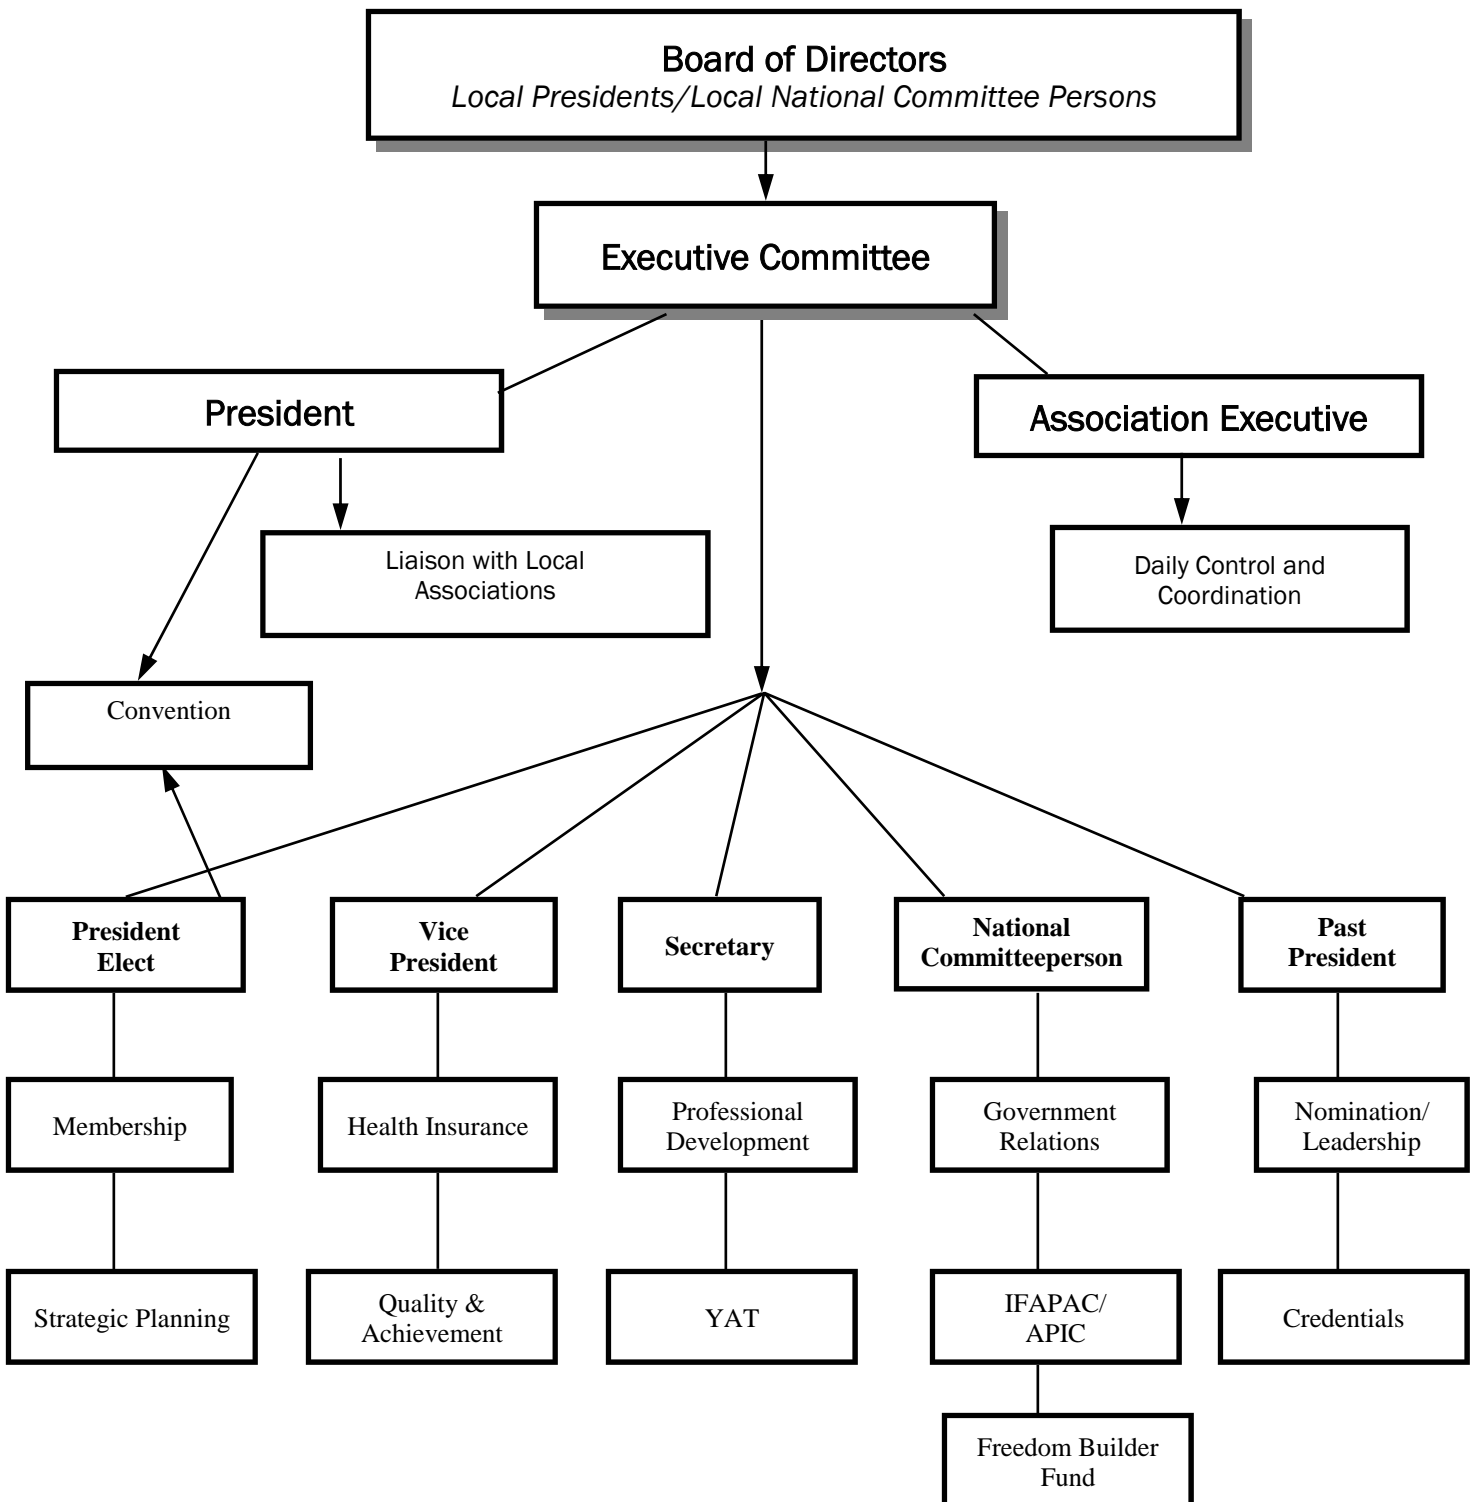 Board of Directors
Local Presidents/Local National Committee Persons
Executive Committee
President
Association Executive
Liaison with Local
Associations
Daily Control and
Coordination
Convention
President
Elect
Vice
President
Secretary
National
Committeeperson
Past
President
Membership
Health Insurance
Professional
Development
Government
Relations
Nomination/
Leadership
Strategic Planning
Quality &
Achievement
YAT
IFAPAC/
APIC
Credentials
Freedom Builder
Fund